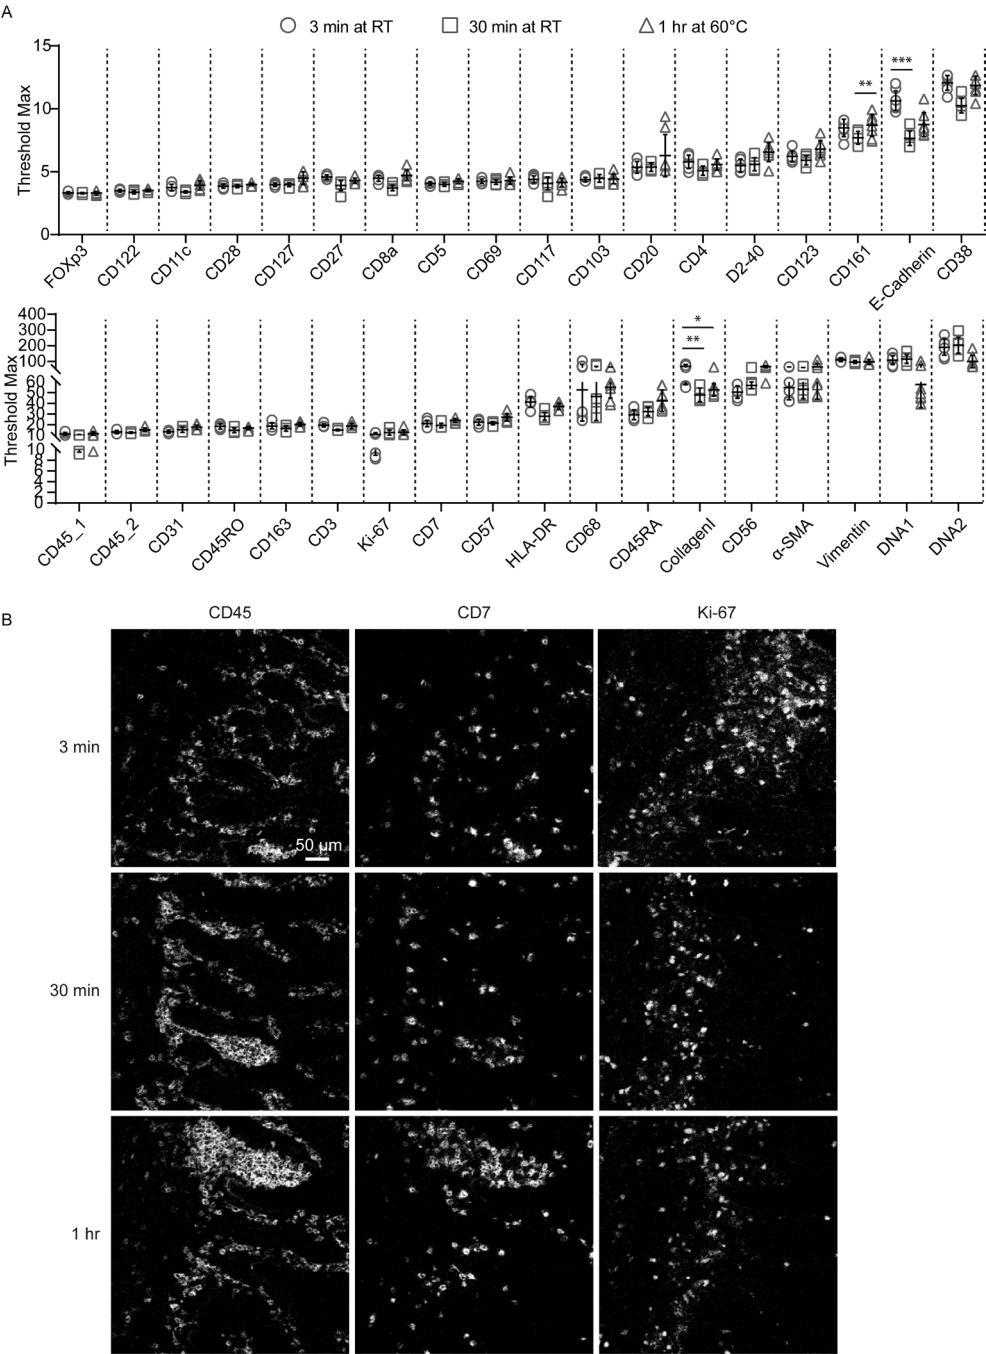 A
3 min at RT 30 min at RT 1 hr at 60°C
15
10
5
0
Threshold Max
** ***
FOXp3 CD122 CD11c CD28 CD127 CD27 CD8a CD5 CD69 CD117 CD103 CD20 CD4 D2-40 CD123 CD161 E-Cadherin CD38
400
300
200
100
60
50
40
30
20
10
10
8
6
4
2
0
Threshold Max
*
**
CD45_1 CD45_2 CD31 CD45RO CD163 CD3 Ki-67 CD7 CD57 HLA-DR CD68 CD45RA CollagenI CD56 α-SMA Vimentin DNA1 DNA2
B
CD45 CD7 Ki-67
3 min
50 µm
30 min
1 hr